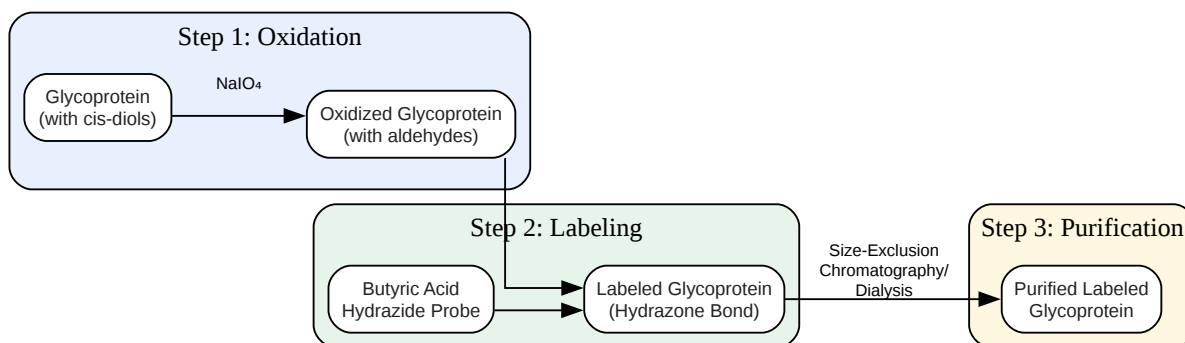 Step 1: Oxidation
Glycoprotein
(with cis-diols)
NaIO₄
Oxidized Glycoprotein
(with aldehydes)
Step 2: Labeling
Butyric Acid
Hydrazide Probe
Labeled Glycoprotein
(Hydrazone Bond)
Size-Exclusion
Chromatography/
Dialysis
Step 3: Purification
Purified Labeled
Glycoprotein